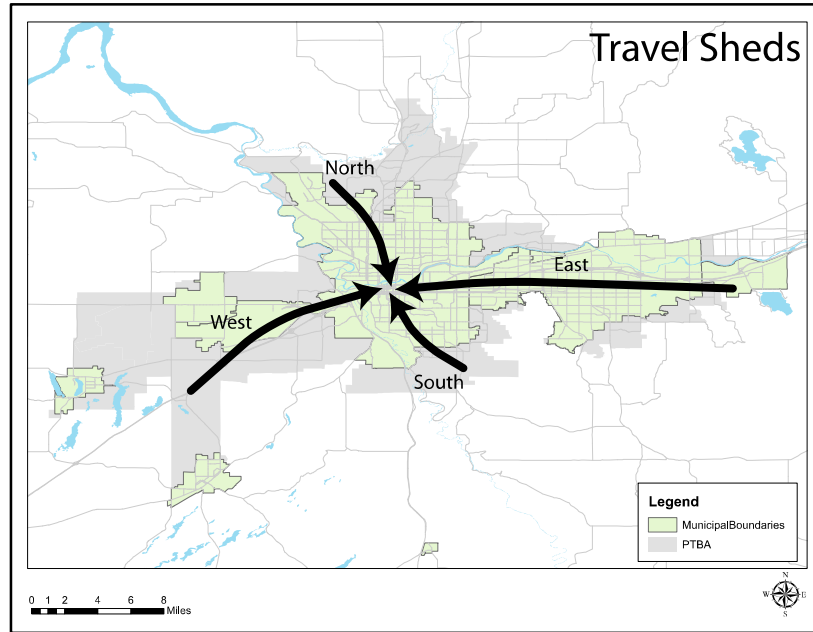 Travel Sheds
North
East
West
South
Legend
MunicipalBoundaries
PTBA
0 1 2 4 6 8
Miles
N
W E
S